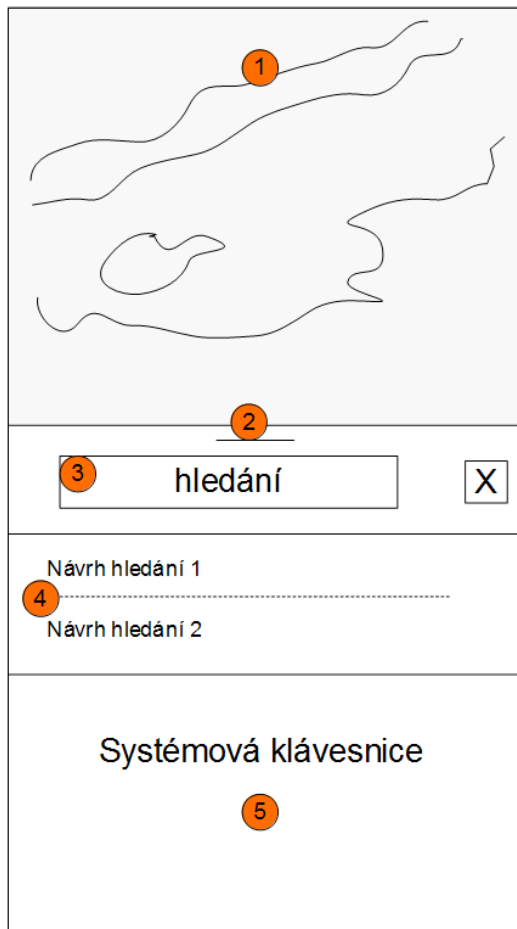 1
2
3
hledání
X
Návrh hledání 1
4
Návrh hledání 2
Systémová klávesnice
5